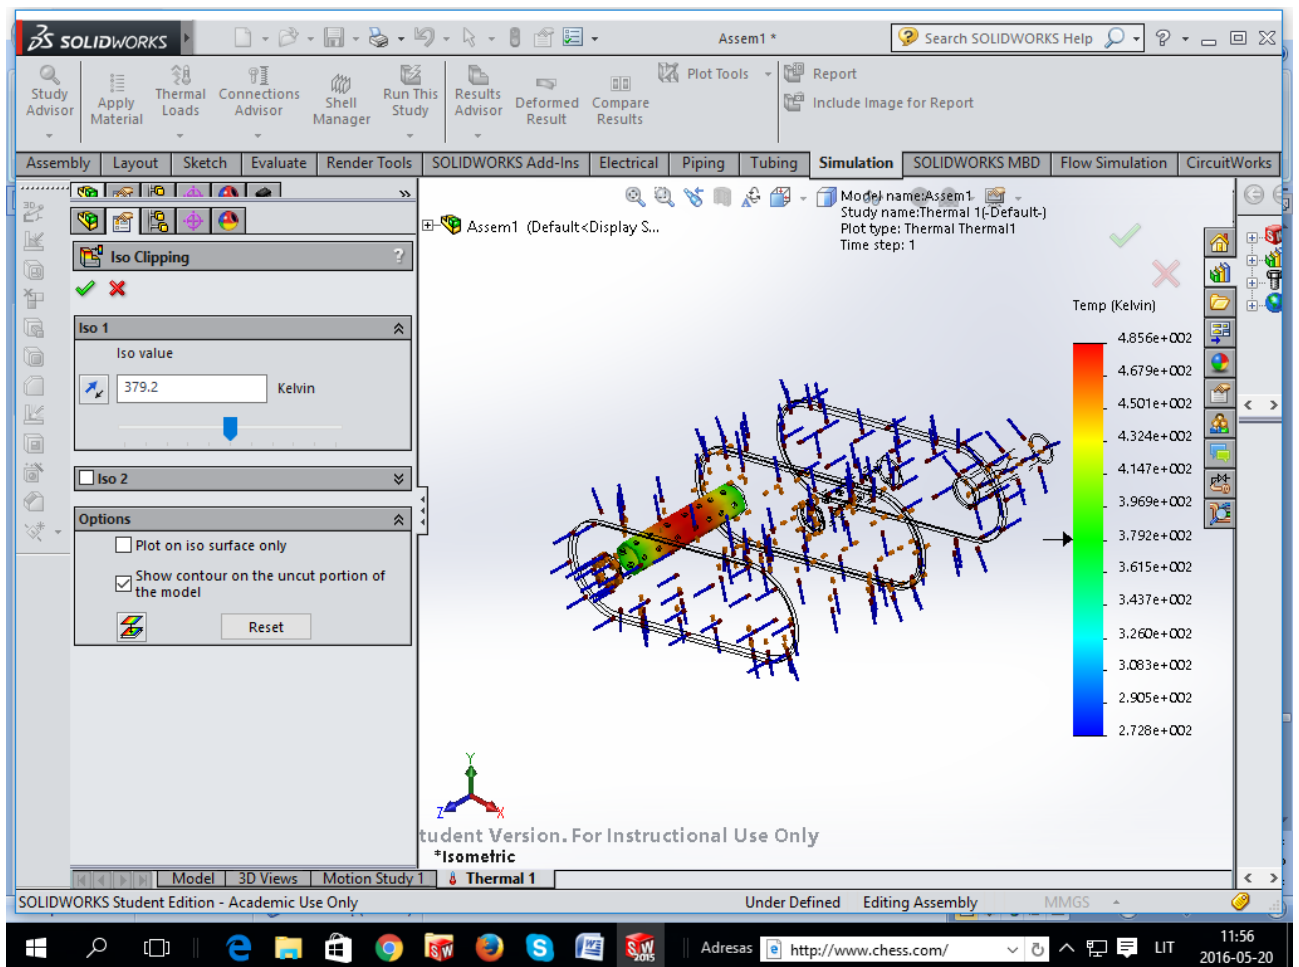 SOLIDWORKS
Assem1 *
Search SOLIDWORKS Help
?
Study Advisor
Apply Material
Thermal Loads
Connections Advisor
Shell Manager
Run This Study
Results Advisor
Deformed Result
Compare Results
Plot Tools
Report
Include Image for Report
Assembly
Layout
Sketch
Evaluate
Render Tools
SOLIDWORKS Add-Ins
Electrical
Piping
Tubing
Simulation
SOLIDWORKS MBD
Flow Simulation
CircuitWorks
Iso Clipping
?
Iso 1
Iso value
379.2
Kelvin
Iso 2
Options
Plot on iso surface only
Show contour on the uncut portion of
the model
Reset
Assem1 (Default<Display S...
Model name:Assem1
Study name:Thermal 1(-Default-)
Plot type: Thermal Thermal1
Time step: 1
Temp (Kelvin)
4.856e+002
4.679e+002
4.501e+002
4.324e+002
4.147e+002
3.969e+002
3.792e+002
3.615e+002
3.437e+002
3.260e+002
3.083e+002
2.905e+002
2.728e+002
Y
Z
X
tudent Version. For Instructional Use Only
*Isometric
Model
3D Views
Motion Study 1
Thermal 1
SOLIDWORKS Student Edition - Academic Use Only
Under Defined
Editing Assembly
MMGS
Adresas
http://www.chess.com/
LIT
11:56
2016-05-20